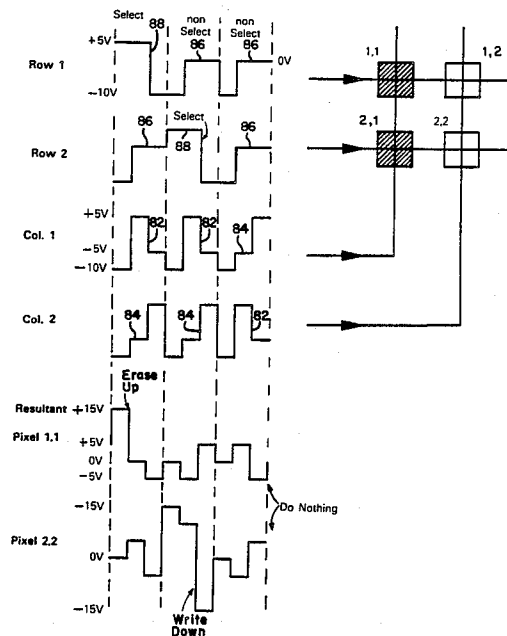 Select
non
Select
non
Select
88
86
86
+5V
0V
Row 1
−10V
1,1
1,2
Select
86
88
86
Row 2
2,1
2,2
+5V
Col. 1
82
82
84
−5V
−10V
Col. 2
84
84
82
Erase
Up
Resultant
+15V
Pixel 1,1
+5V
0V
−5V
Do Nothing
−15V
Pixel 2,2
0V
−15V
Write
Down